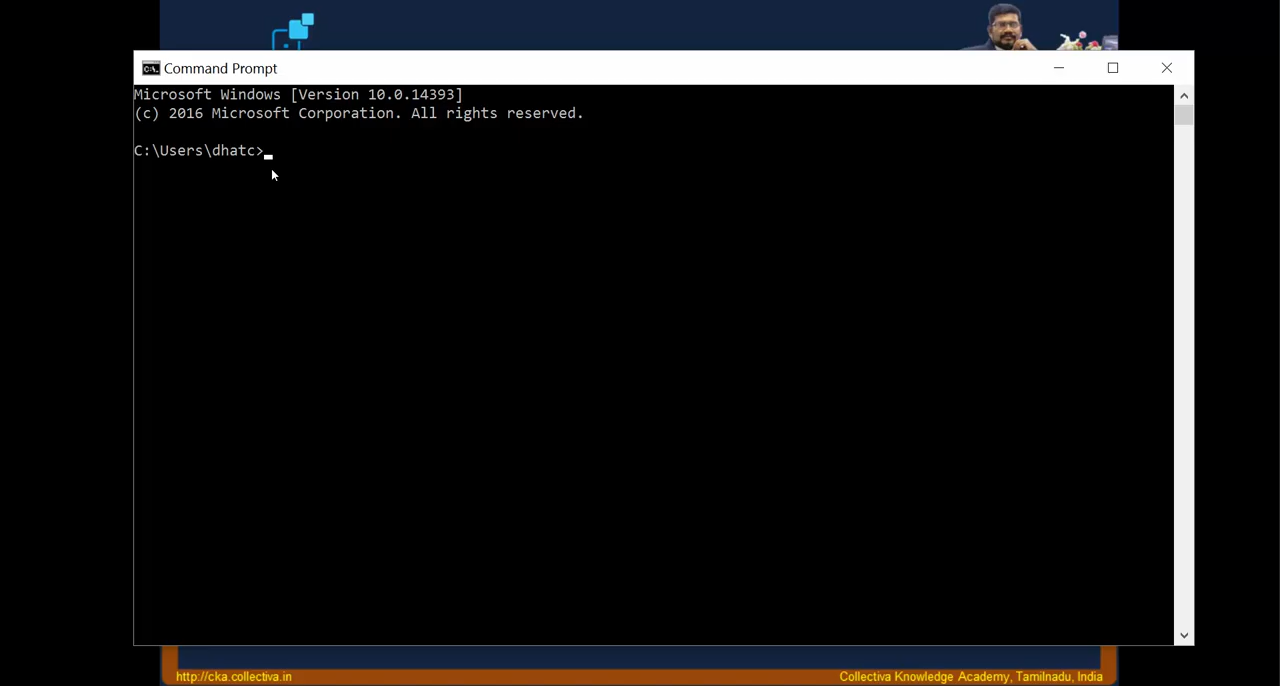 Command Prompt
Microsoft Windows [Version 10.0.14393]
(c) 2016 Microsoft Corporation. All rights reserved.
C:\Users\dhatc>
http://cka.collectiva.in
Collectiva Knowledge Academy, Tamilnadu, India